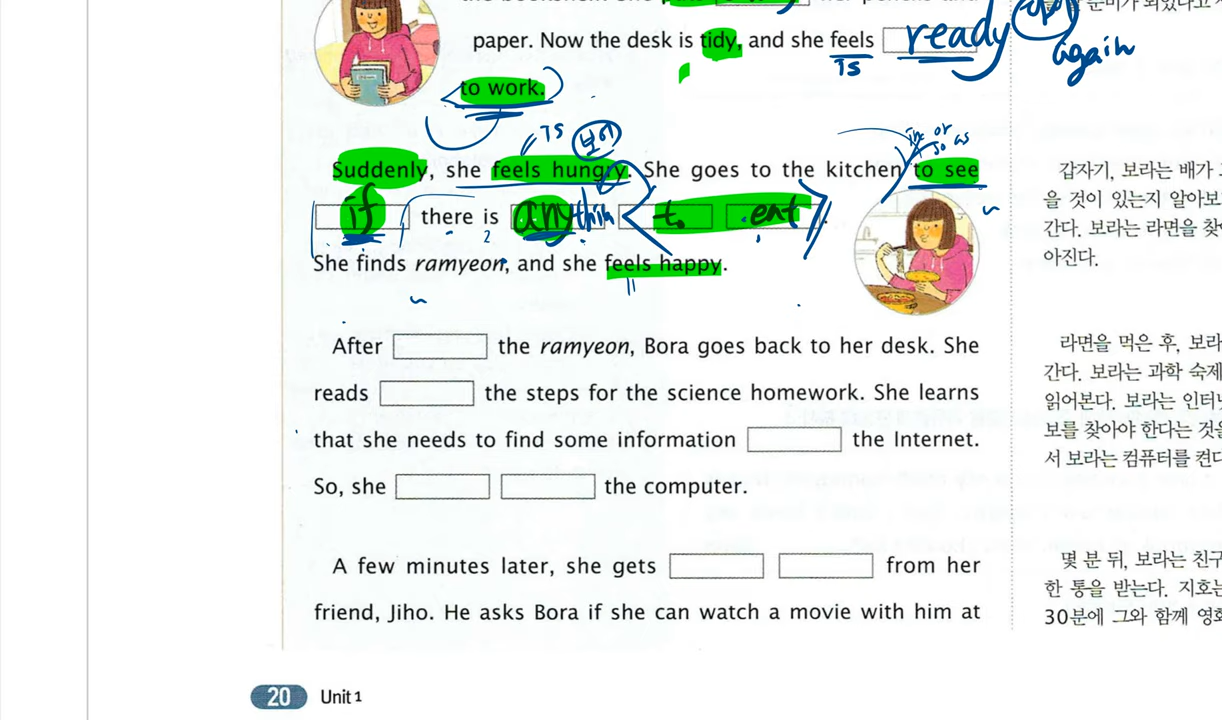 paper. Now the desk is tidy, and she feels ready again
is
to work.
is 보어 in or
so as
Suddenly, she feels hungry. She goes to the kitchen to see
if there is anythin to eat.
2
She finds ramyeon, and she feels happy.
After the ramyeon, Bora goes back to her desk. She
reads the steps for the science homework. She learns
that she needs to find some information the Internet.
So, she the computer.
A few minutes later, she gets from her
friend, Jiho. He asks Bora if she can watch a movie with him at
갑자기, 보라는 배가
을 것이 있는지 알아보
간다. 보라는 라면을 찾
아진다.
라면을 먹은 후, 보라
간다. 보라는 과학 숙제
읽어본다. 보라는 인터넷
보를 찾아야 한다는 것을
서 보라는 컴퓨터를 켠다
몇 분 뒤, 보라는 친구
한 통을 받는다. 지호는
30분에 그와 함께 영화
20 Unit 1